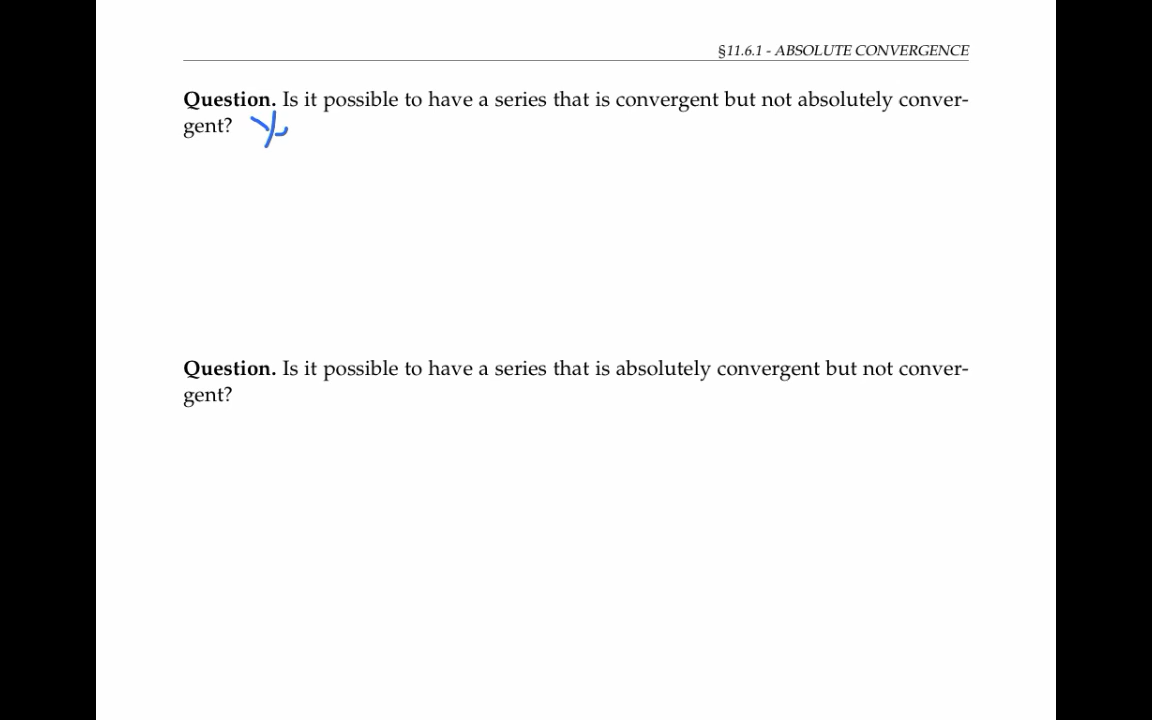 §11.6.1 - ABSOLUTE CONVERGENCE
Question. Is it possible to have a series that is convergent but not absolutely conver-
gent?
Question. Is it possible to have a series that is absolutely convergent but not conver-
gent?